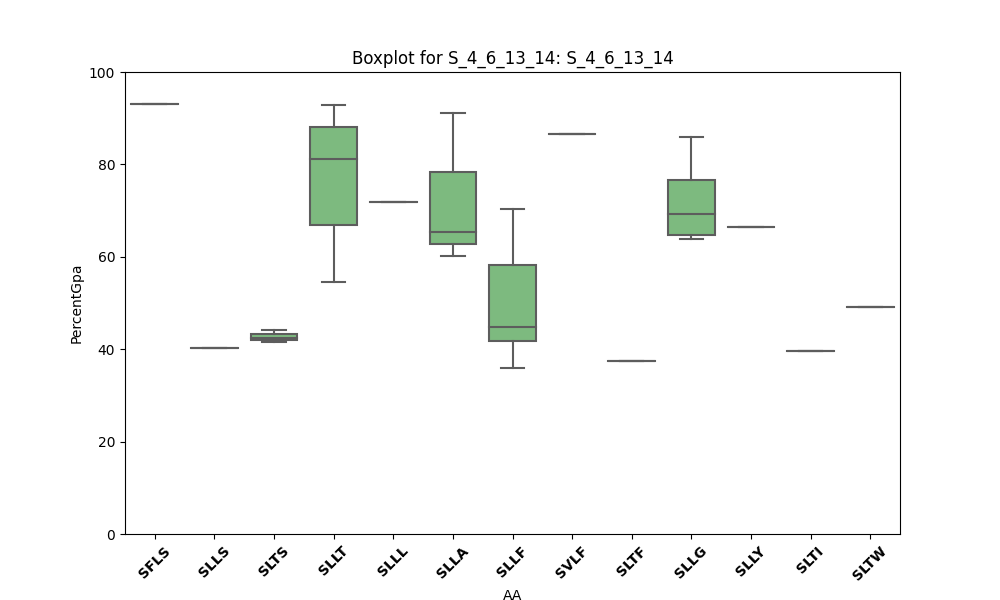 Boxplot for S_4_6_13_14: S_4_6_13_14
100
80
60
40
20
0
PercentGpa
SFLS SLLS SLTS SLLT SLLL SLLA SLLF SVLF SLTF SLLG SLLY SLTI SLTW
AA